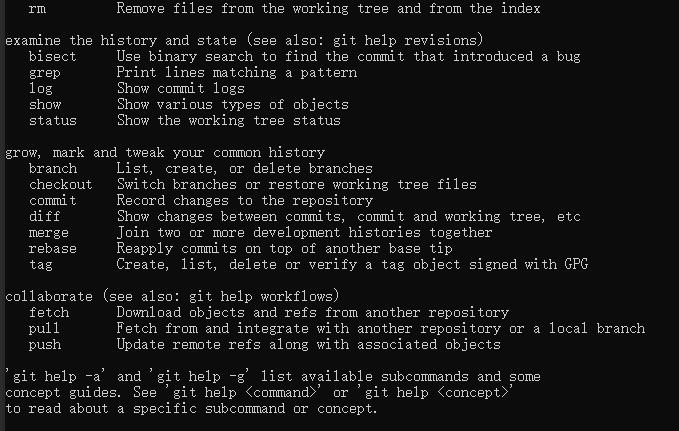 rm Remove files from the working tree and from the index
examine the history and state (see also: git help revisions)
bisect Use binary search to find the commit that introduced a bug
grep Print lines matching a pattern
log Show commit logs
show Show various types of objects
status Show the working tree status
grow, mark and tweak your common history
branch List, create, or delete branches
checkout Switch branches or restore working tree files
commit Record changes to the repository
diff Show changes between commits, commit and working tree, etc
merge Join two or more development histories together
rebase Reapply commits on top of another base tip
tag Create, list, delete or verify a tag object signed with GPG
collaborate (see also: git help workflows)
fetch Download objects and refs from another repository
pull Fetch from and integrate with another repository or a local branch
push Update remote refs along with associated objects
'git help -a' and 'git help -g' list available subcommands and some
concept guides. See 'git help <command>' or 'git help <concept>'
to read about a specific subcommand or concept.